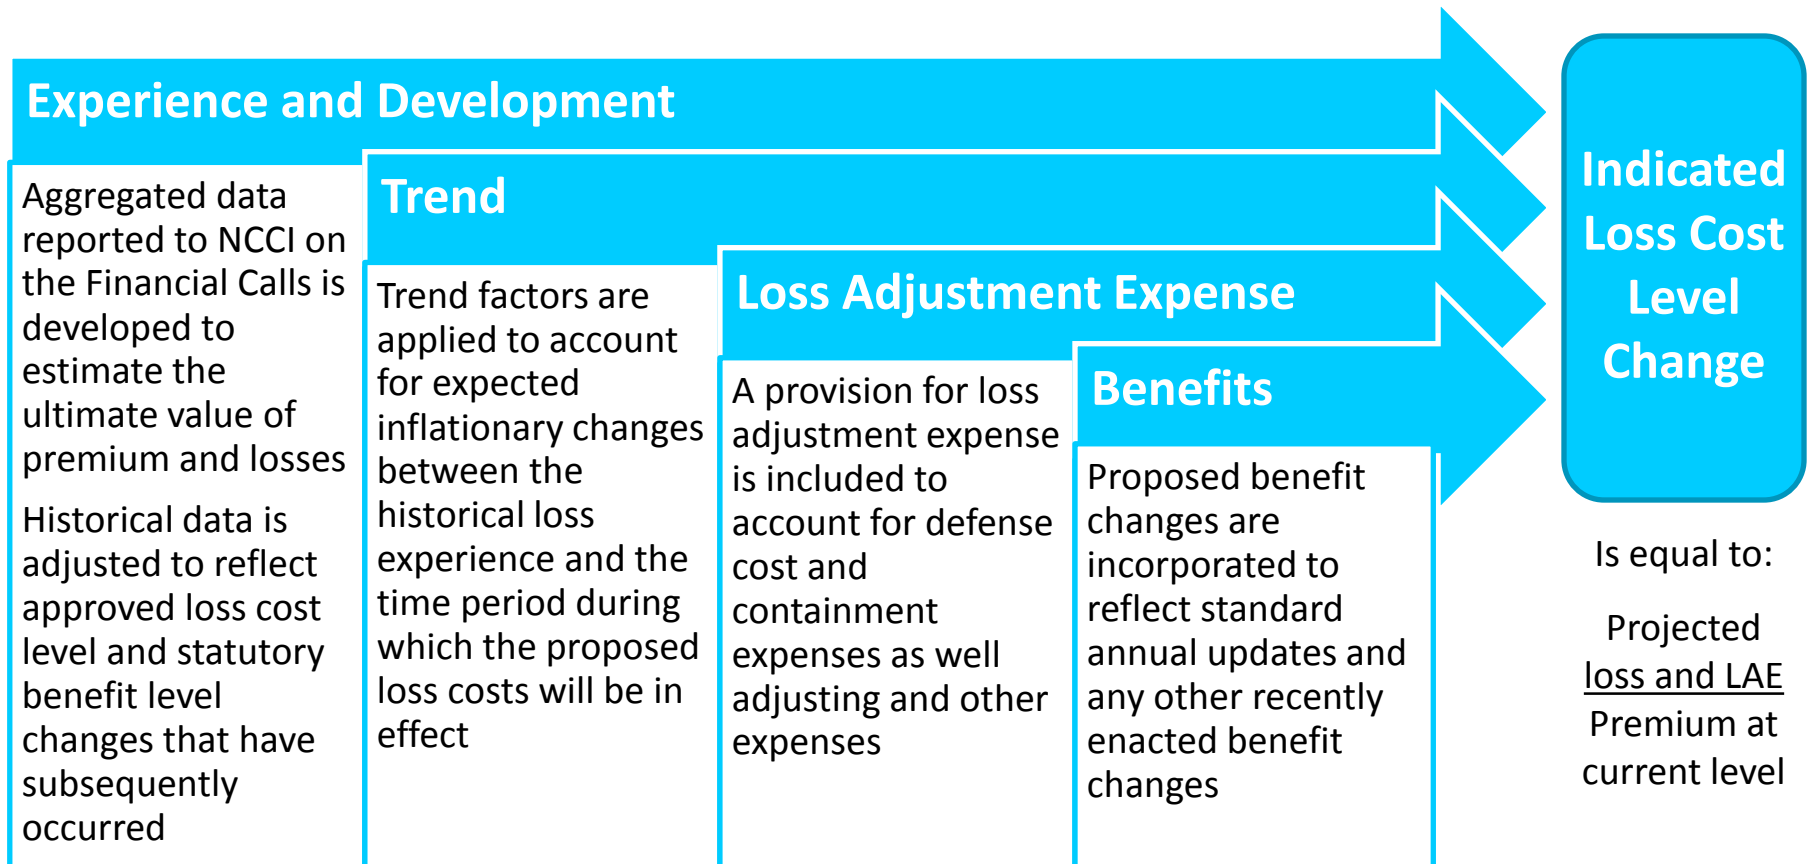 Experience and Development
Aggregated data
reported to NCCI on
the Financial Calls is
developed to
estimate the
ultimate value of
premium and losses
Historical data is
adjusted to reflect
approved loss cost
level and statutory
benefit level
changes that have
subsequently
occurred
Trend
Trend factors are
applied to account
for expected
inflationary changes
between the
historical loss
experience and the
time period during
which the proposed
loss costs will be in
effect
Loss Adjustment Expense
A provision for loss
adjustment expense
is included to
account for defense
cost and
containment
expenses as well
adjusting and other
expenses
Benefits
Proposed benefit
changes are
incorporated to
reflect standard
annual updates and
any other recently
enacted benefit
changes
Indicated
Loss Cost
Level
Change
Is equal to:
Projected
loss and LAE
Premium at
current level